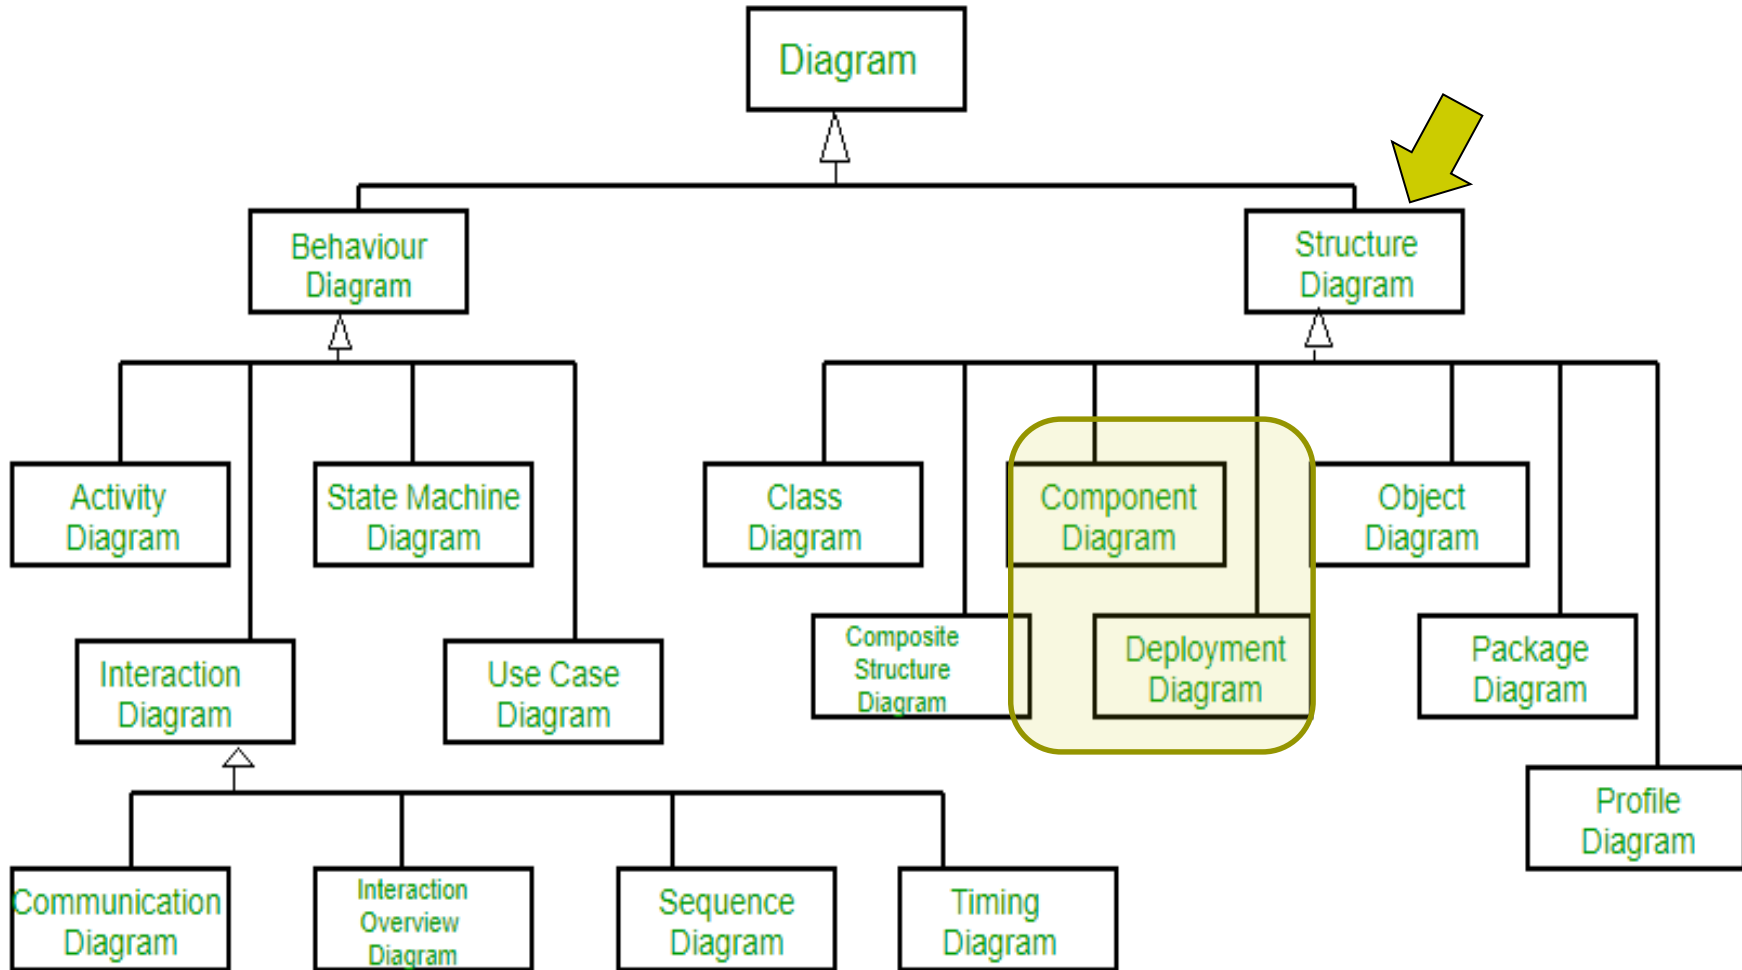 Diagram
Behaviour
Diagram
Structure
Diagram
Activity
Diagram
State Machine
Diagram
Class
Diagram
Component
Diagram
Object
Diagram
Interaction
Diagram
Use Case
Diagram
Composite
Structure
Diagram
Deployment
Diagram
Package
Diagram
Profile
Diagram
Communication
Diagram
Interaction
Overview
Diagram
Sequence
Diagram
Timing
Diagram